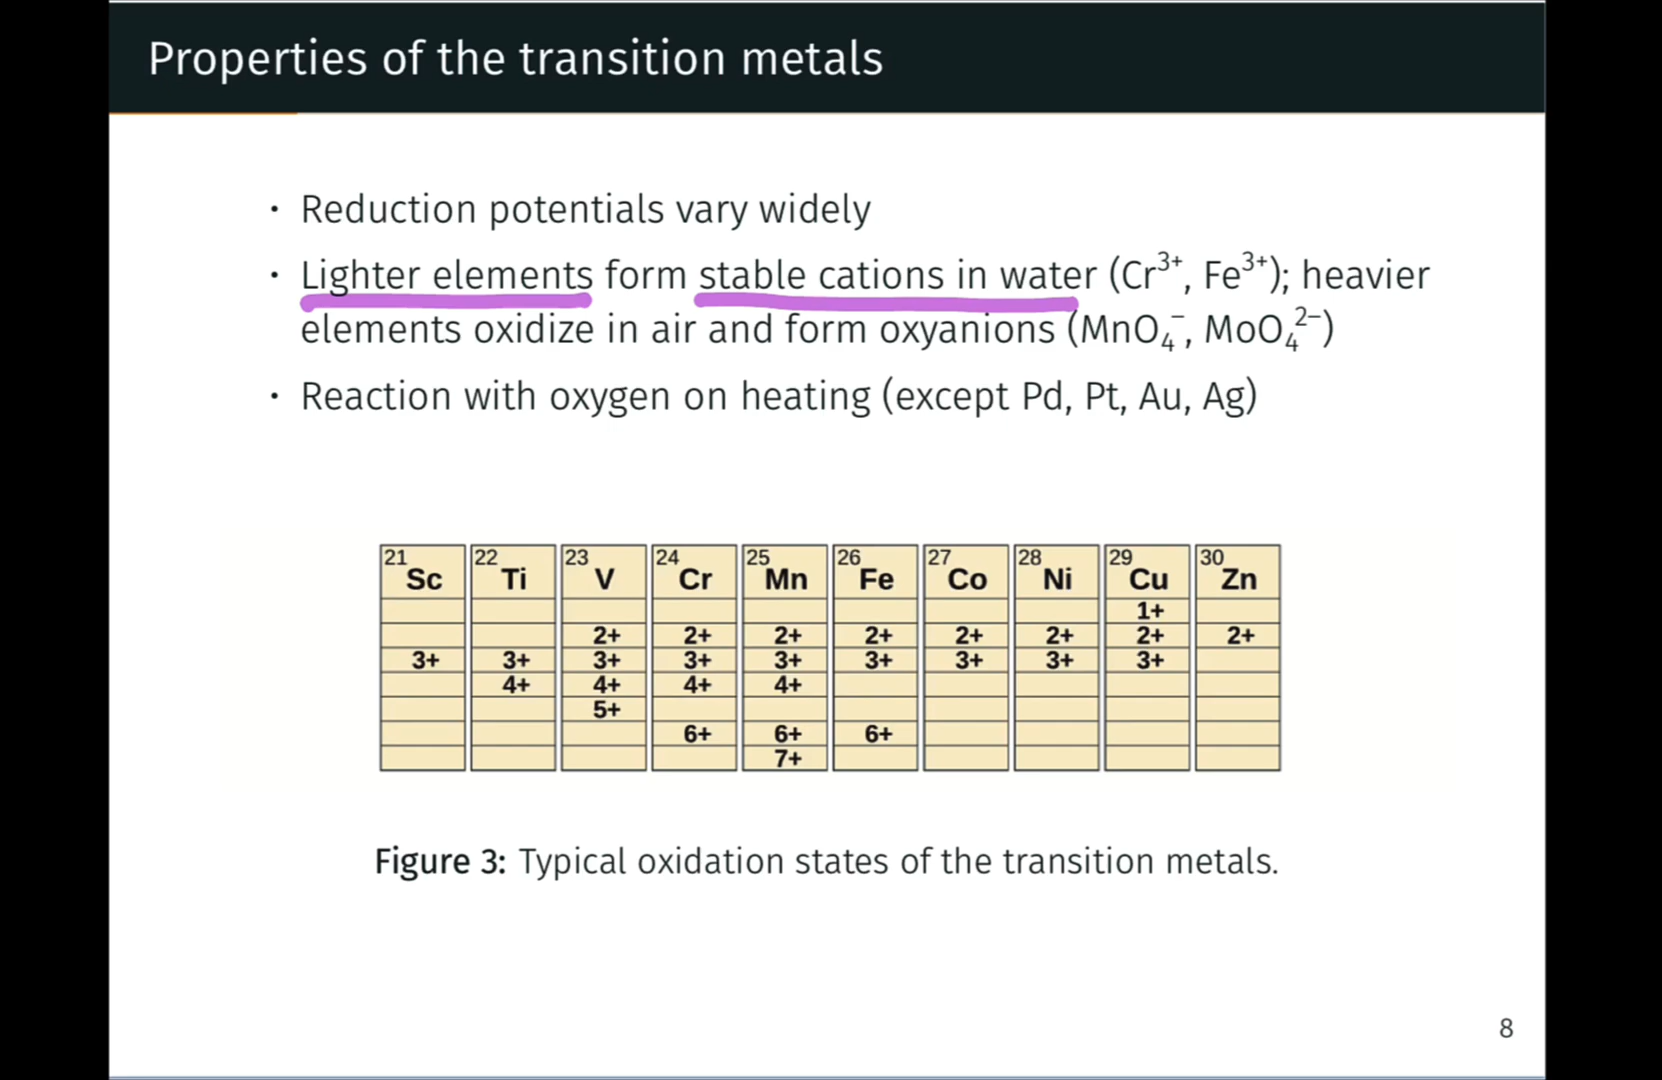 Properties of the transition metals
· Reduction potentials vary widely
· Lighter elements form stable cations in water (Cr³⁺, Fe³⁺); heavier
elements oxidize in air and form oxyanions (MnO₄⁻, MoO₄²⁻)
· Reaction with oxygen on heating (except Pd, Pt, Au, Ag)
21 22 23 24 25 26 27 28 29 30
Sc Ti V Cr Mn Fe Co Ni Cu Zn
1+
2+ 2+ 2+ 2+ 2+ 2+ 2+ 2+
3+ 3+ 3+ 3+ 3+ 3+ 3+ 3+ 3+
4+ 4+ 4+ 4+
5+
6+ 6+ 6+
7+
Figure 3: Typical oxidation states of the transition metals.
8